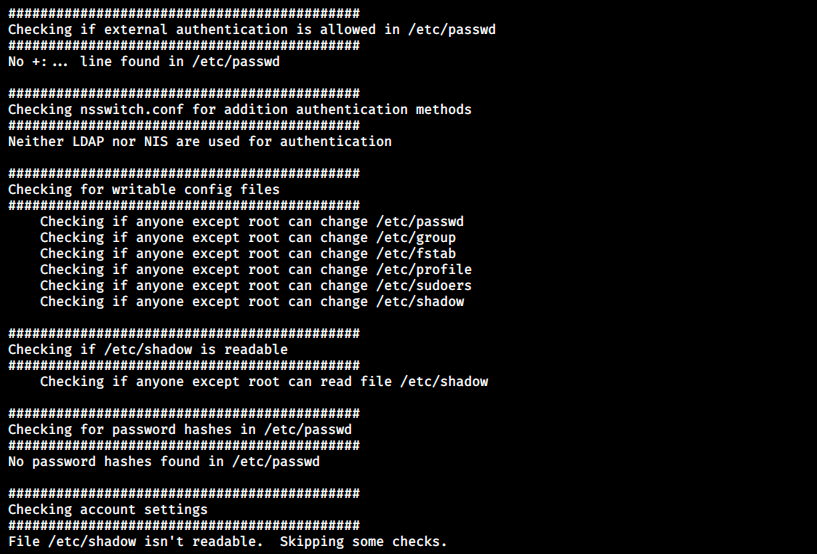 ############################################
Checking if external authentication is allowed in /etc/passwd
############################################
No +:... line found in /etc/passwd
############################################
Checking nsswitch.conf for addition authentication methods
############################################
Neither LDAP nor NIS are used for authentication
############################################
Checking for writable config files
############################################
    Checking if anyone except root can change /etc/passwd
    Checking if anyone except root can change /etc/group
    Checking if anyone except root can change /etc/fstab
    Checking if anyone except root can change /etc/profile
    Checking if anyone except root can change /etc/sudoers
    Checking if anyone except root can change /etc/shadow
############################################
Checking if /etc/shadow is readable
############################################
    Checking if anyone except root can read file /etc/shadow
############################################
Checking for password hashes in /etc/passwd
############################################
No password hashes found in /etc/passwd
############################################
Checking account settings
############################################
File /etc/shadow isn't readable.  Skipping some checks.